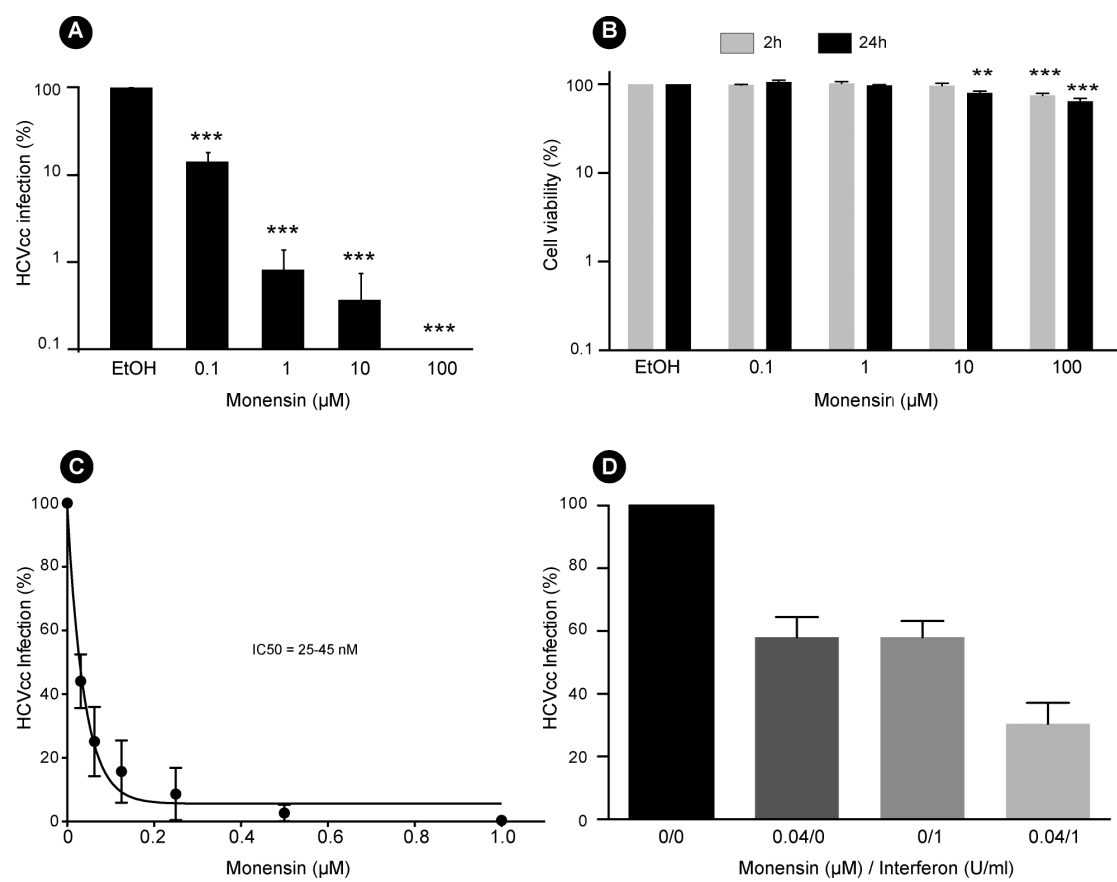 A
HCVcc infection (%)
100
10
1
0.1
***
***
***
***
EtOH 0.1 1 10 100
Monensin (µM)
B
2h 24h
Cell viability (%)
100
10
1
0.1
** *** ***
EtOH 0.1 1 10 100
Monensin (µM)
C
HCVcc Infection (%)
100
80
60
40
20
0
IC50 = 25-45 nM
0 0.2 0.4 0.6 0.8 1.0
Monensin (µM)
D
HCVcc Infection (%)
100
80
60
40
20
0
0/0 0.04/0 0/1 0.04/1
Monensin (µM) / Interferon (U/ml)